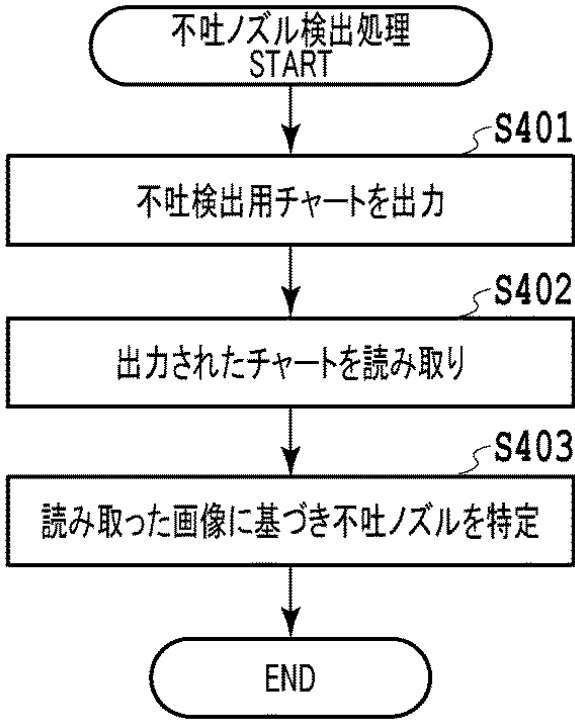 不吐ノズル検出処理
START
S401
不吐検出用チャートを出力
S402
出力されたチャートを読み取り
S403
読み取った画像に基づき不吐ノズルを特定
END